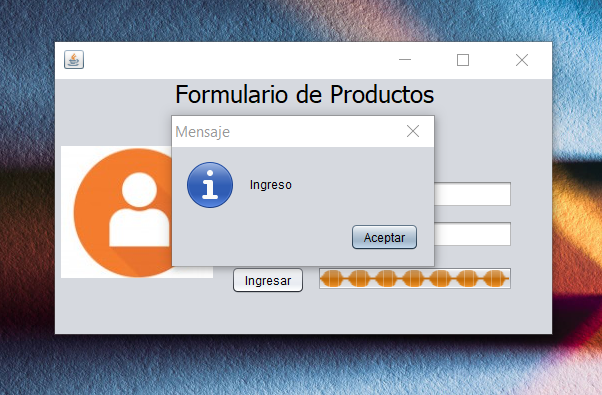 Formulario de Productos
Mensaje
Ingreso
Aceptar
Ingresar